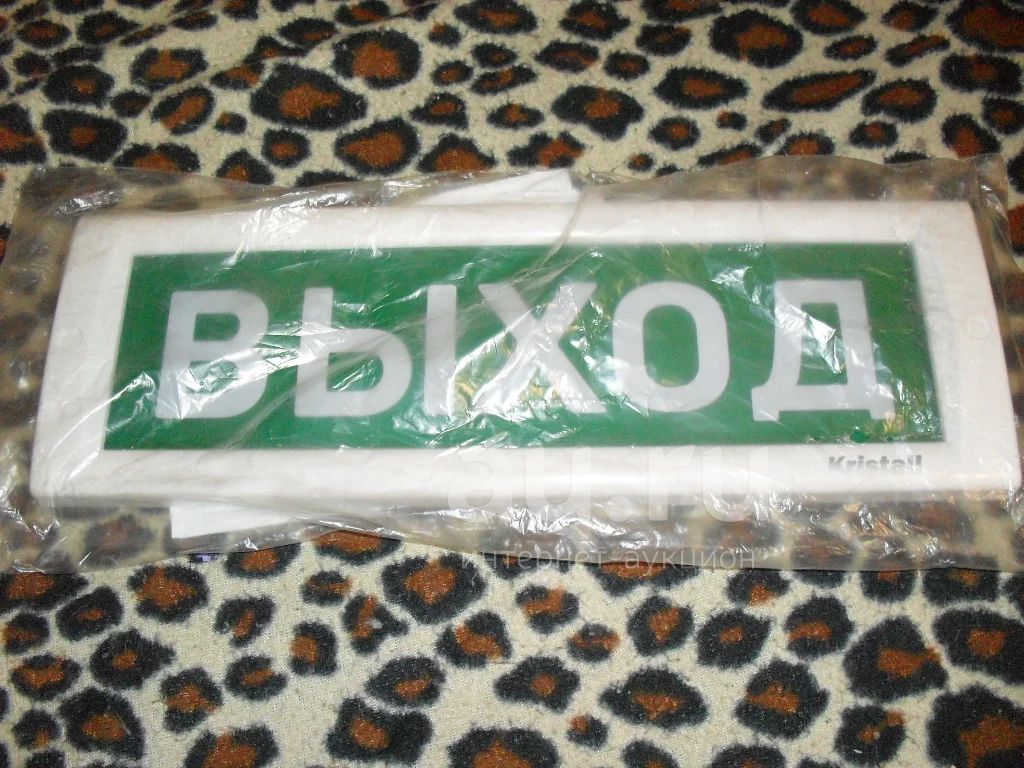 ВЫХОД
Kristall
au.ru
интернет-аукцион